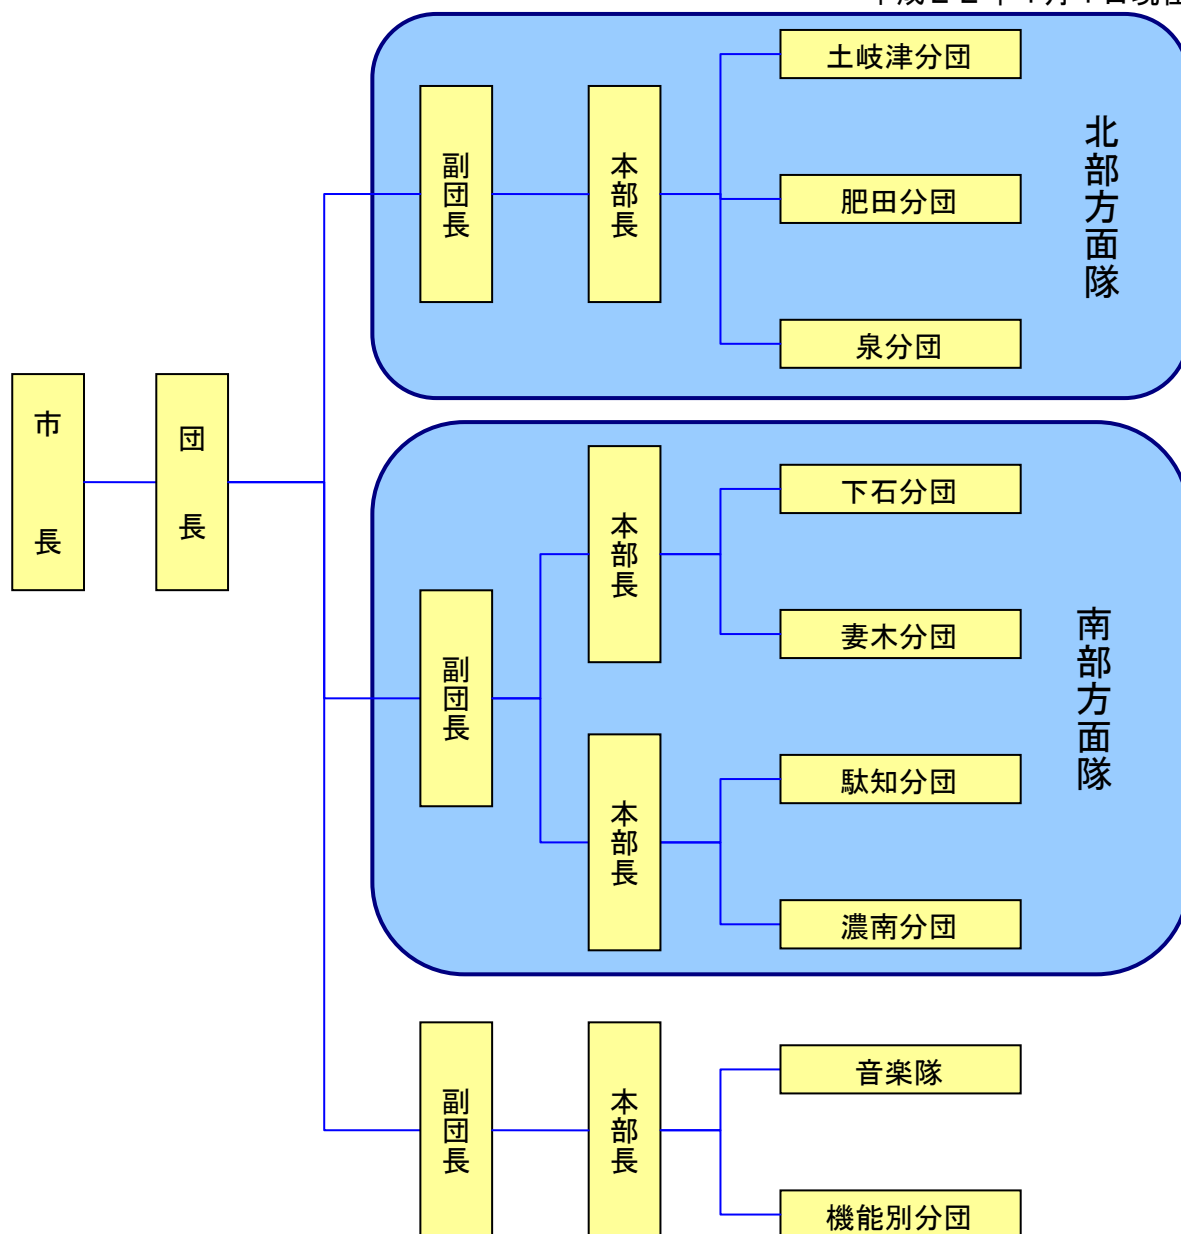 市長
団長
副団長
本部長
土岐津分団
肥田分団
泉分団
北部方面隊
副団長
本部長
下石分団
妻木分団
本部長
駄知分団
濃南分団
南部方面隊
副団長
本部長
音楽隊
機能別分団